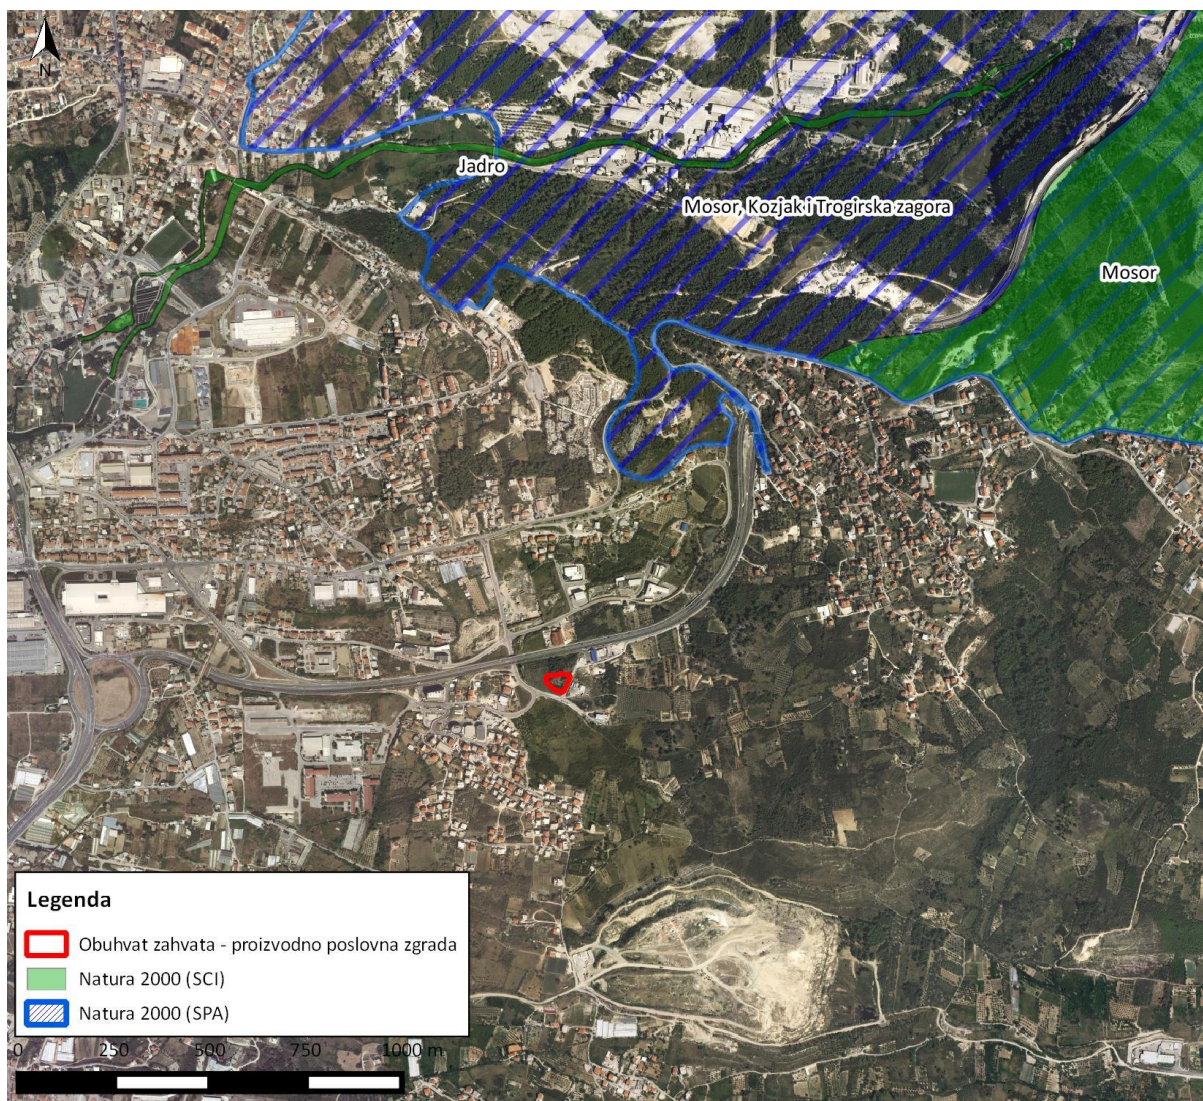 N
Jadro
Mosor, Kozjak i Trogirska zagora
Mosor
Legenda
Obuhvat zahvata - proizvodno poslovna zgrada
Natura 2000 (SCI)
Natura 2000 (SPA)
0 250 500 750 1000 m